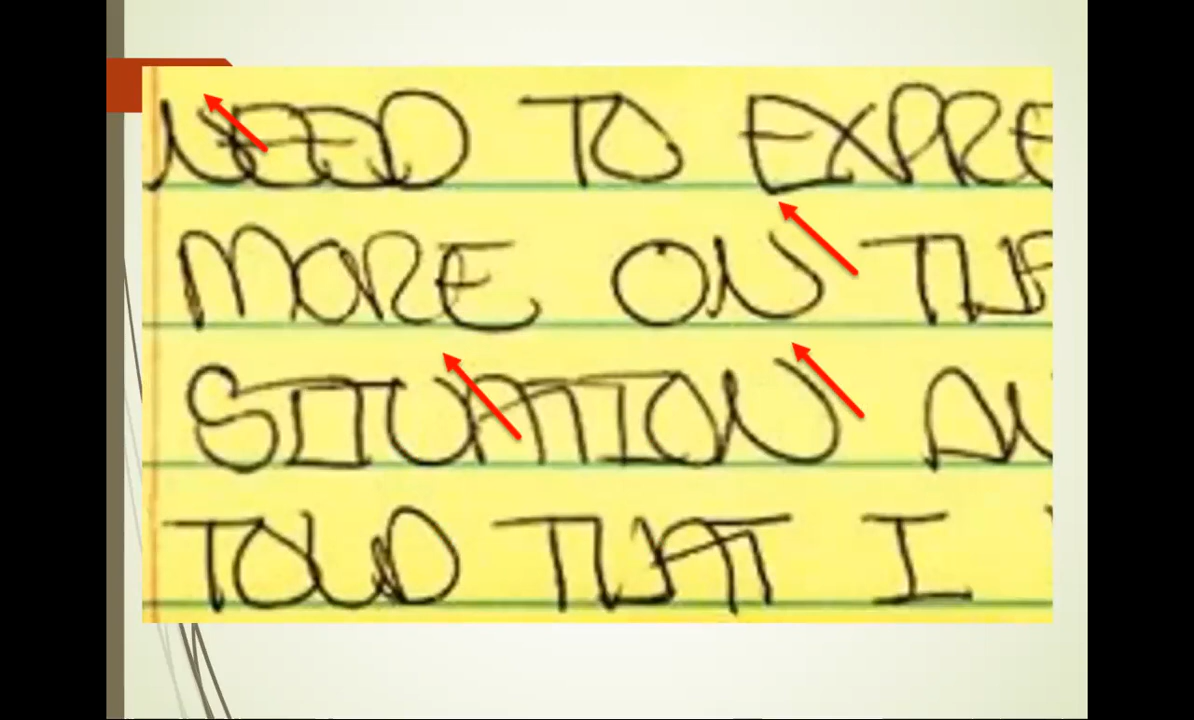 NEED TO EXPRE
MORE ON THE
SITUATION AN
TOLD THAT I